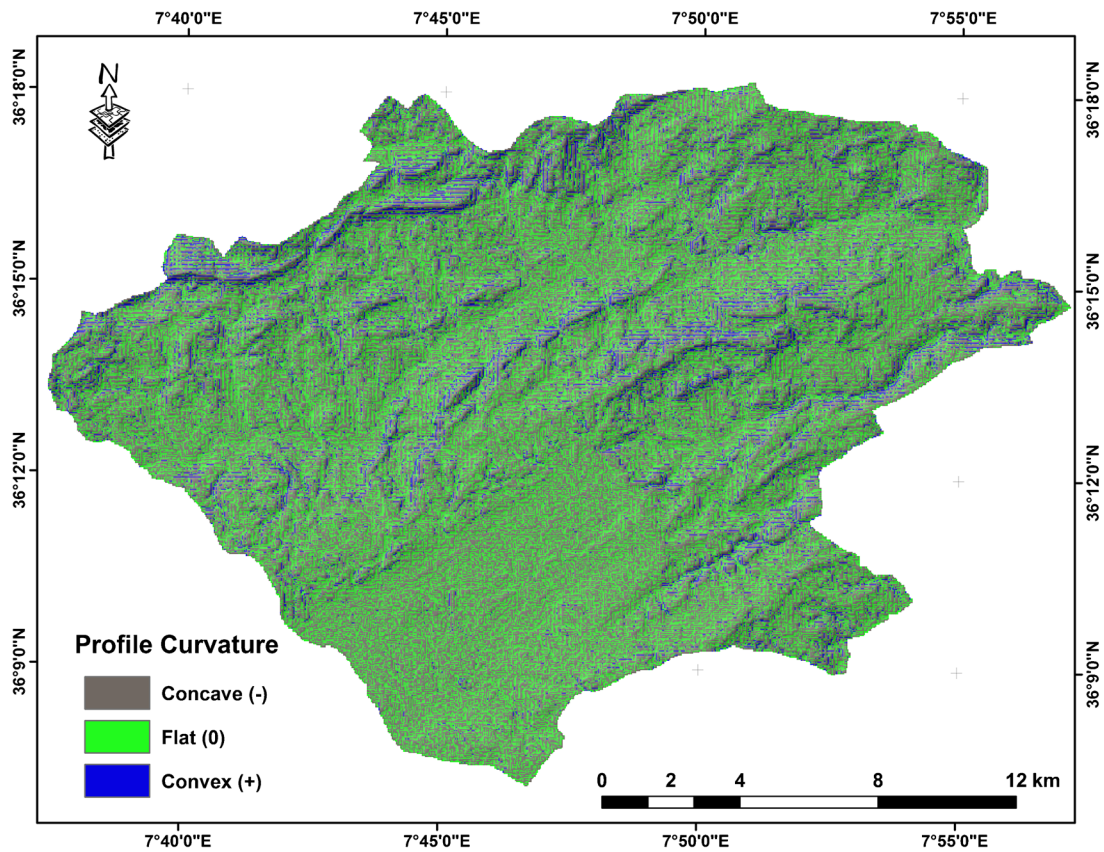 7°40'0"E 7°45'0"E 7°50'0"E 7°55'0"E
N
36°18'0"N 36°18'0"N
36°15'0"N 36°15'0"N
36°12'0"N 36°12'0"N
36°9'0"N 36°9'0"N
Profile Curvature
Concave (-)
Flat (0)
Convex (+)
0 2 4 8 12 km
7°40'0"E 7°45'0"E 7°50'0"E 7°55'0"E